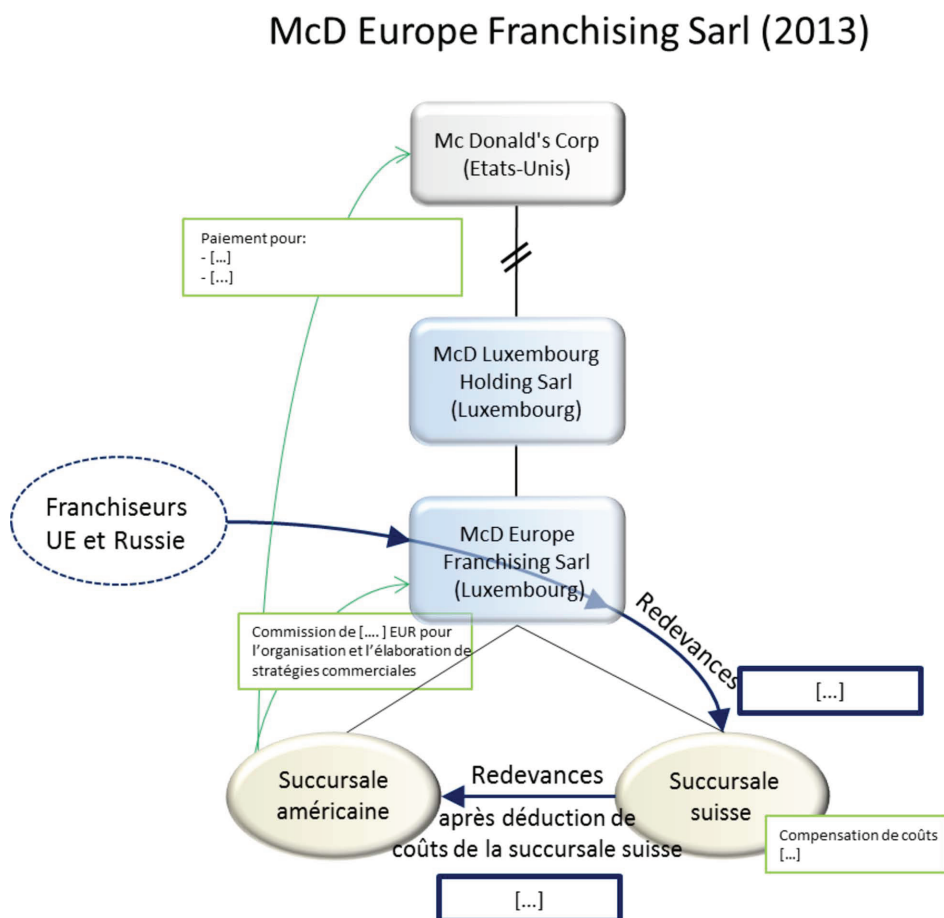 McD Europe Franchising Sarl (2013)
Mc Donald's Corp
(Etats-Unis)
Paiement pour:
- […]
- […]
McD Luxembourg
Holding Sarl
(Luxembourg)
Franchiseurs
UE et Russie
McD Europe
Franchising Sarl
(Luxembourg)
Redevances
Commission de [….] EUR pour
l'organisation et l'élaboration de
stratégies commerciales
[…]
Succursale
américaine
Redevances
après déduction de
coûts de la succursale suisse
[…]
Succursale
suisse
Compensation de coûts
[…]